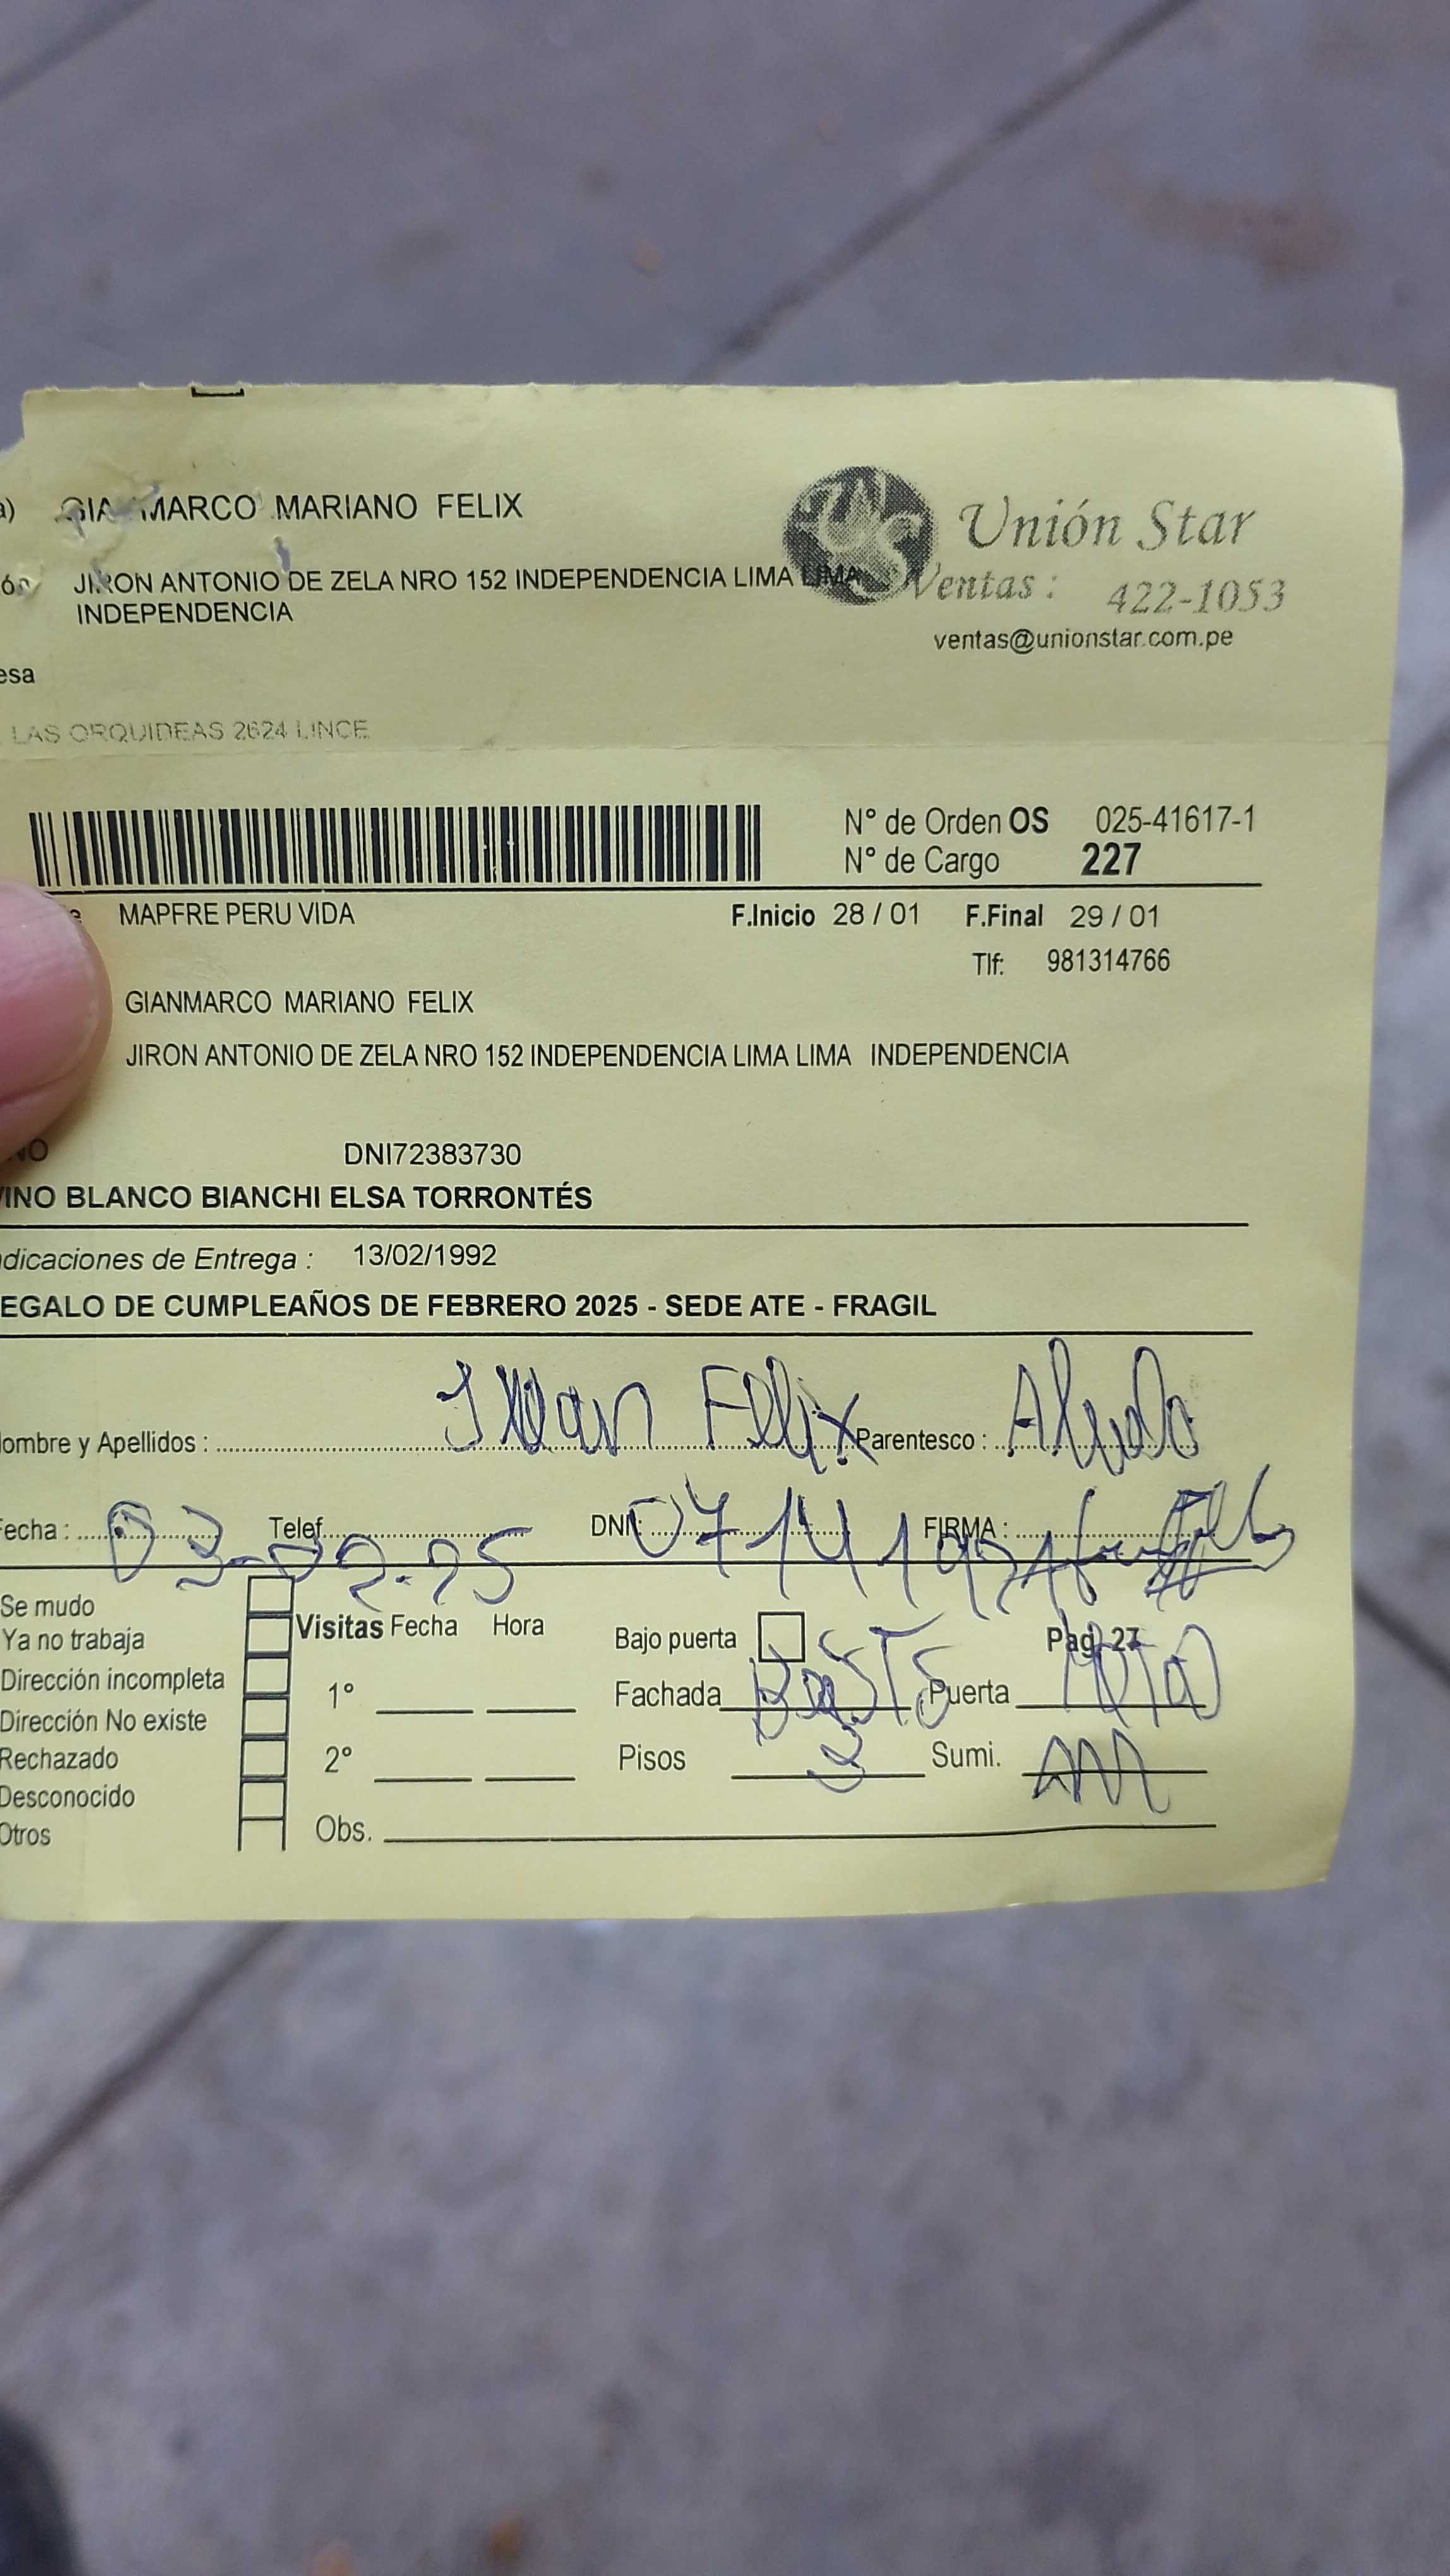 a) GIANMARCO MARIANO FELIX
Unión Star
ón JIRON ANTONIO DE ZELA NRO 152 INDEPENDENCIA LIMA LIMA
INDEPENDENCIA
Ventas : 422-1053
ventas@unionstar.com.pe
esa
LAS ORQUIDEAS 2624 LINCE
N° de Orden OS 025-41617-1
N° de Cargo 227
e MAPFRE PERU VIDA F.Inicio 28 / 01 F.Final 29 / 01
Tlf: 981314766
GIANMARCO MARIANO FELIX
JIRON ANTONIO DE ZELA NRO 152 INDEPENDENCIA LIMA LIMA INDEPENDENCIA
NO DNI72383730
VINO BLANCO BIANCHI ELSA TORRONTÉS
dicaciones de Entrega : 13/02/1992
EGALO DE CUMPLEAÑOS DE FEBRERO 2025 - SEDE ATE - FRAGIL
ombre y Apellidos : Felix Parentesco :
echa : 03-02-25 Telef. DNI: FIRMA :
Se mudo
Ya no trabaja
Dirección incompleta
Dirección No existe
Rechazado
Desconocido
Otros
Visitas Fecha Hora
1°
2°
Obs.
Bajo puerta Pag. 27
Fachada Puerta
Pisos 3 Sumi.